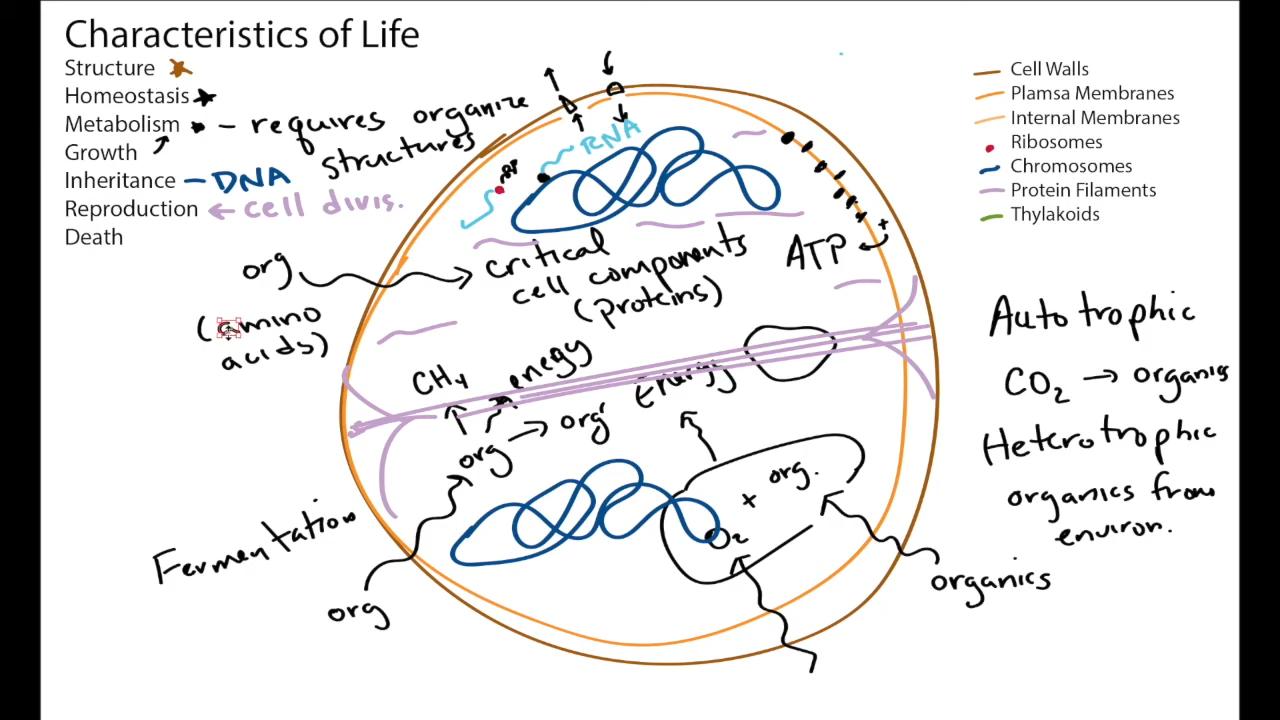 Characteristics of Life
Structure
Homeostasis
Metabolism - requires organize
structures
Growth
Inheritance - DNA
Reproduction ← cell divis.
Death
RNA
org
critical
cell components
(proteins)
(amino
acids)
ATP
CH4
enegy
Energy
org → org
+ org.
O2
Fermentation
org
organics
Cell Walls
Plamsa Membranes
Internal Membranes
Ribosomes
Chromosomes
Protein Filaments
Thylakoids
Autotrophic
CO2 → organics
Heterotrophic
organics from
environ.